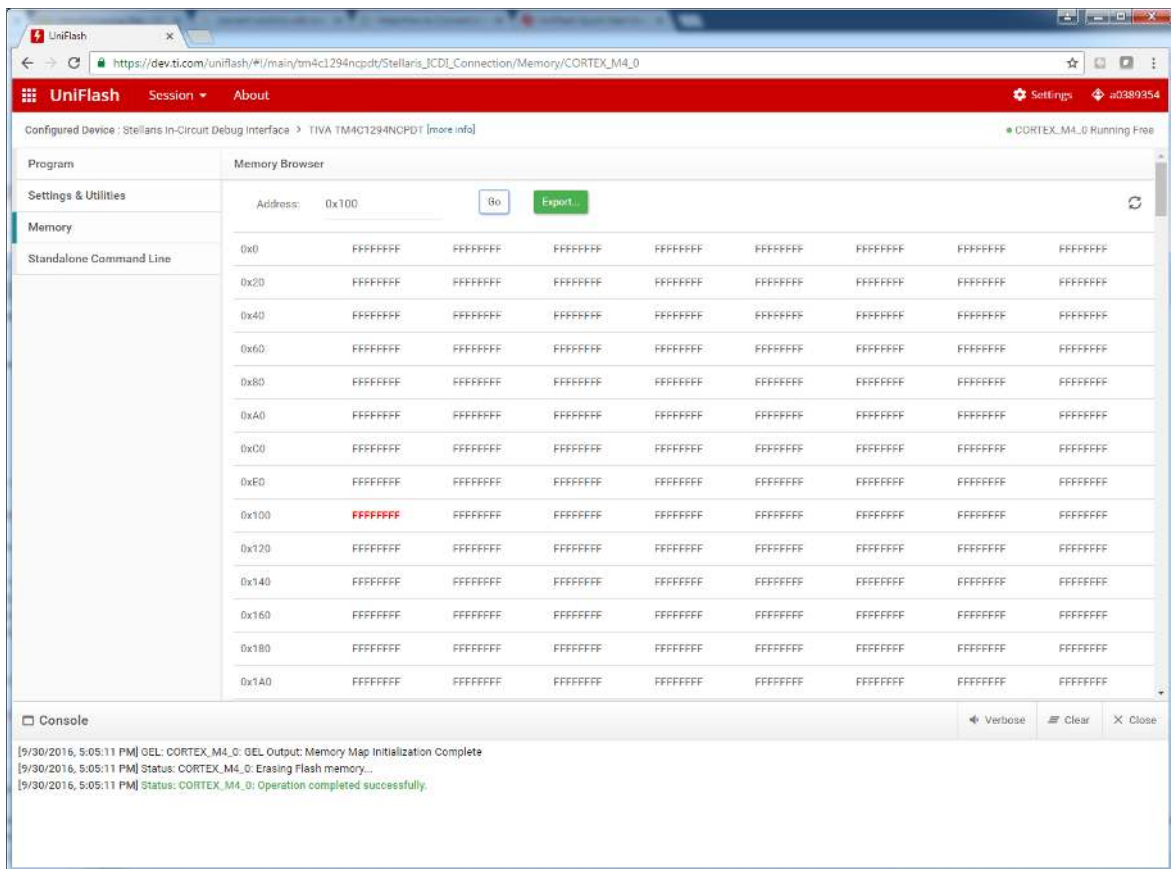 UniFlash
https://dev.ti.com/uniflash/#!/main/tm4c1294ncpdt/Stellaris_ICDI_Connection/Memory/CORTEX_M4_0
UniFlash Session About Settings a0389354
Configured Device : Stellaris In-Circuit Debug Interface > TIVA TM4C1294NCPDT [more info] CORTEX_M4_0 Running Free
Program
Settings & Utilities
Memory
Standalone Command Line
Memory Browser
Address: 0x100 Go Export...
0x0 FFFFFFFF FFFFFFFF FFFFFFFF FFFFFFFF FFFFFFFF FFFFFFFF FFFFFFFF FFFFFFFF
0x20 FFFFFFFF FFFFFFFF FFFFFFFF FFFFFFFF FFFFFFFF FFFFFFFF FFFFFFFF FFFFFFFF
0x40 FFFFFFFF FFFFFFFF FFFFFFFF FFFFFFFF FFFFFFFF FFFFFFFF FFFFFFFF FFFFFFFF
0x60 FFFFFFFF FFFFFFFF FFFFFFFF FFFFFFFF FFFFFFFF FFFFFFFF FFFFFFFF FFFFFFFF
0x80 FFFFFFFF FFFFFFFF FFFFFFFF FFFFFFFF FFFFFFFF FFFFFFFF FFFFFFFF FFFFFFFF
0xA0 FFFFFFFF FFFFFFFF FFFFFFFF FFFFFFFF FFFFFFFF FFFFFFFF FFFFFFFF FFFFFFFF
0xC0 FFFFFFFF FFFFFFFF FFFFFFFF FFFFFFFF FFFFFFFF FFFFFFFF FFFFFFFF FFFFFFFF
0xE0 FFFFFFFF FFFFFFFF FFFFFFFF FFFFFFFF FFFFFFFF FFFFFFFF FFFFFFFF FFFFFFFF
0x100 FFFFFFFF FFFFFFFF FFFFFFFF FFFFFFFF FFFFFFFF FFFFFFFF FFFFFFFF FFFFFFFF
0x120 FFFFFFFF FFFFFFFF FFFFFFFF FFFFFFFF FFFFFFFF FFFFFFFF FFFFFFFF FFFFFFFF
0x140 FFFFFFFF FFFFFFFF FFFFFFFF FFFFFFFF FFFFFFFF FFFFFFFF FFFFFFFF FFFFFFFF
0x160 FFFFFFFF FFFFFFFF FFFFFFFF FFFFFFFF FFFFFFFF FFFFFFFF FFFFFFFF FFFFFFFF
0x180 FFFFFFFF FFFFFFFF FFFFFFFF FFFFFFFF FFFFFFFF FFFFFFFF FFFFFFFF FFFFFFFF
0x1A0 FFFFFFFF FFFFFFFF FFFFFFFF FFFFFFFF FFFFFFFF FFFFFFFF FFFFFFFF FFFFFFFF
Console Verbose Clear Close
[9/30/2016, 5:05:11 PM] GEL: CORTEX_M4_0: GEL Output: Memory Map Initialization Complete
[9/30/2016, 5:05:11 PM] Status: CORTEX_M4_0: Erasing Flash memory...
[9/30/2016, 5:05:11 PM] Status: CORTEX_M4_0: Operation completed successfully.